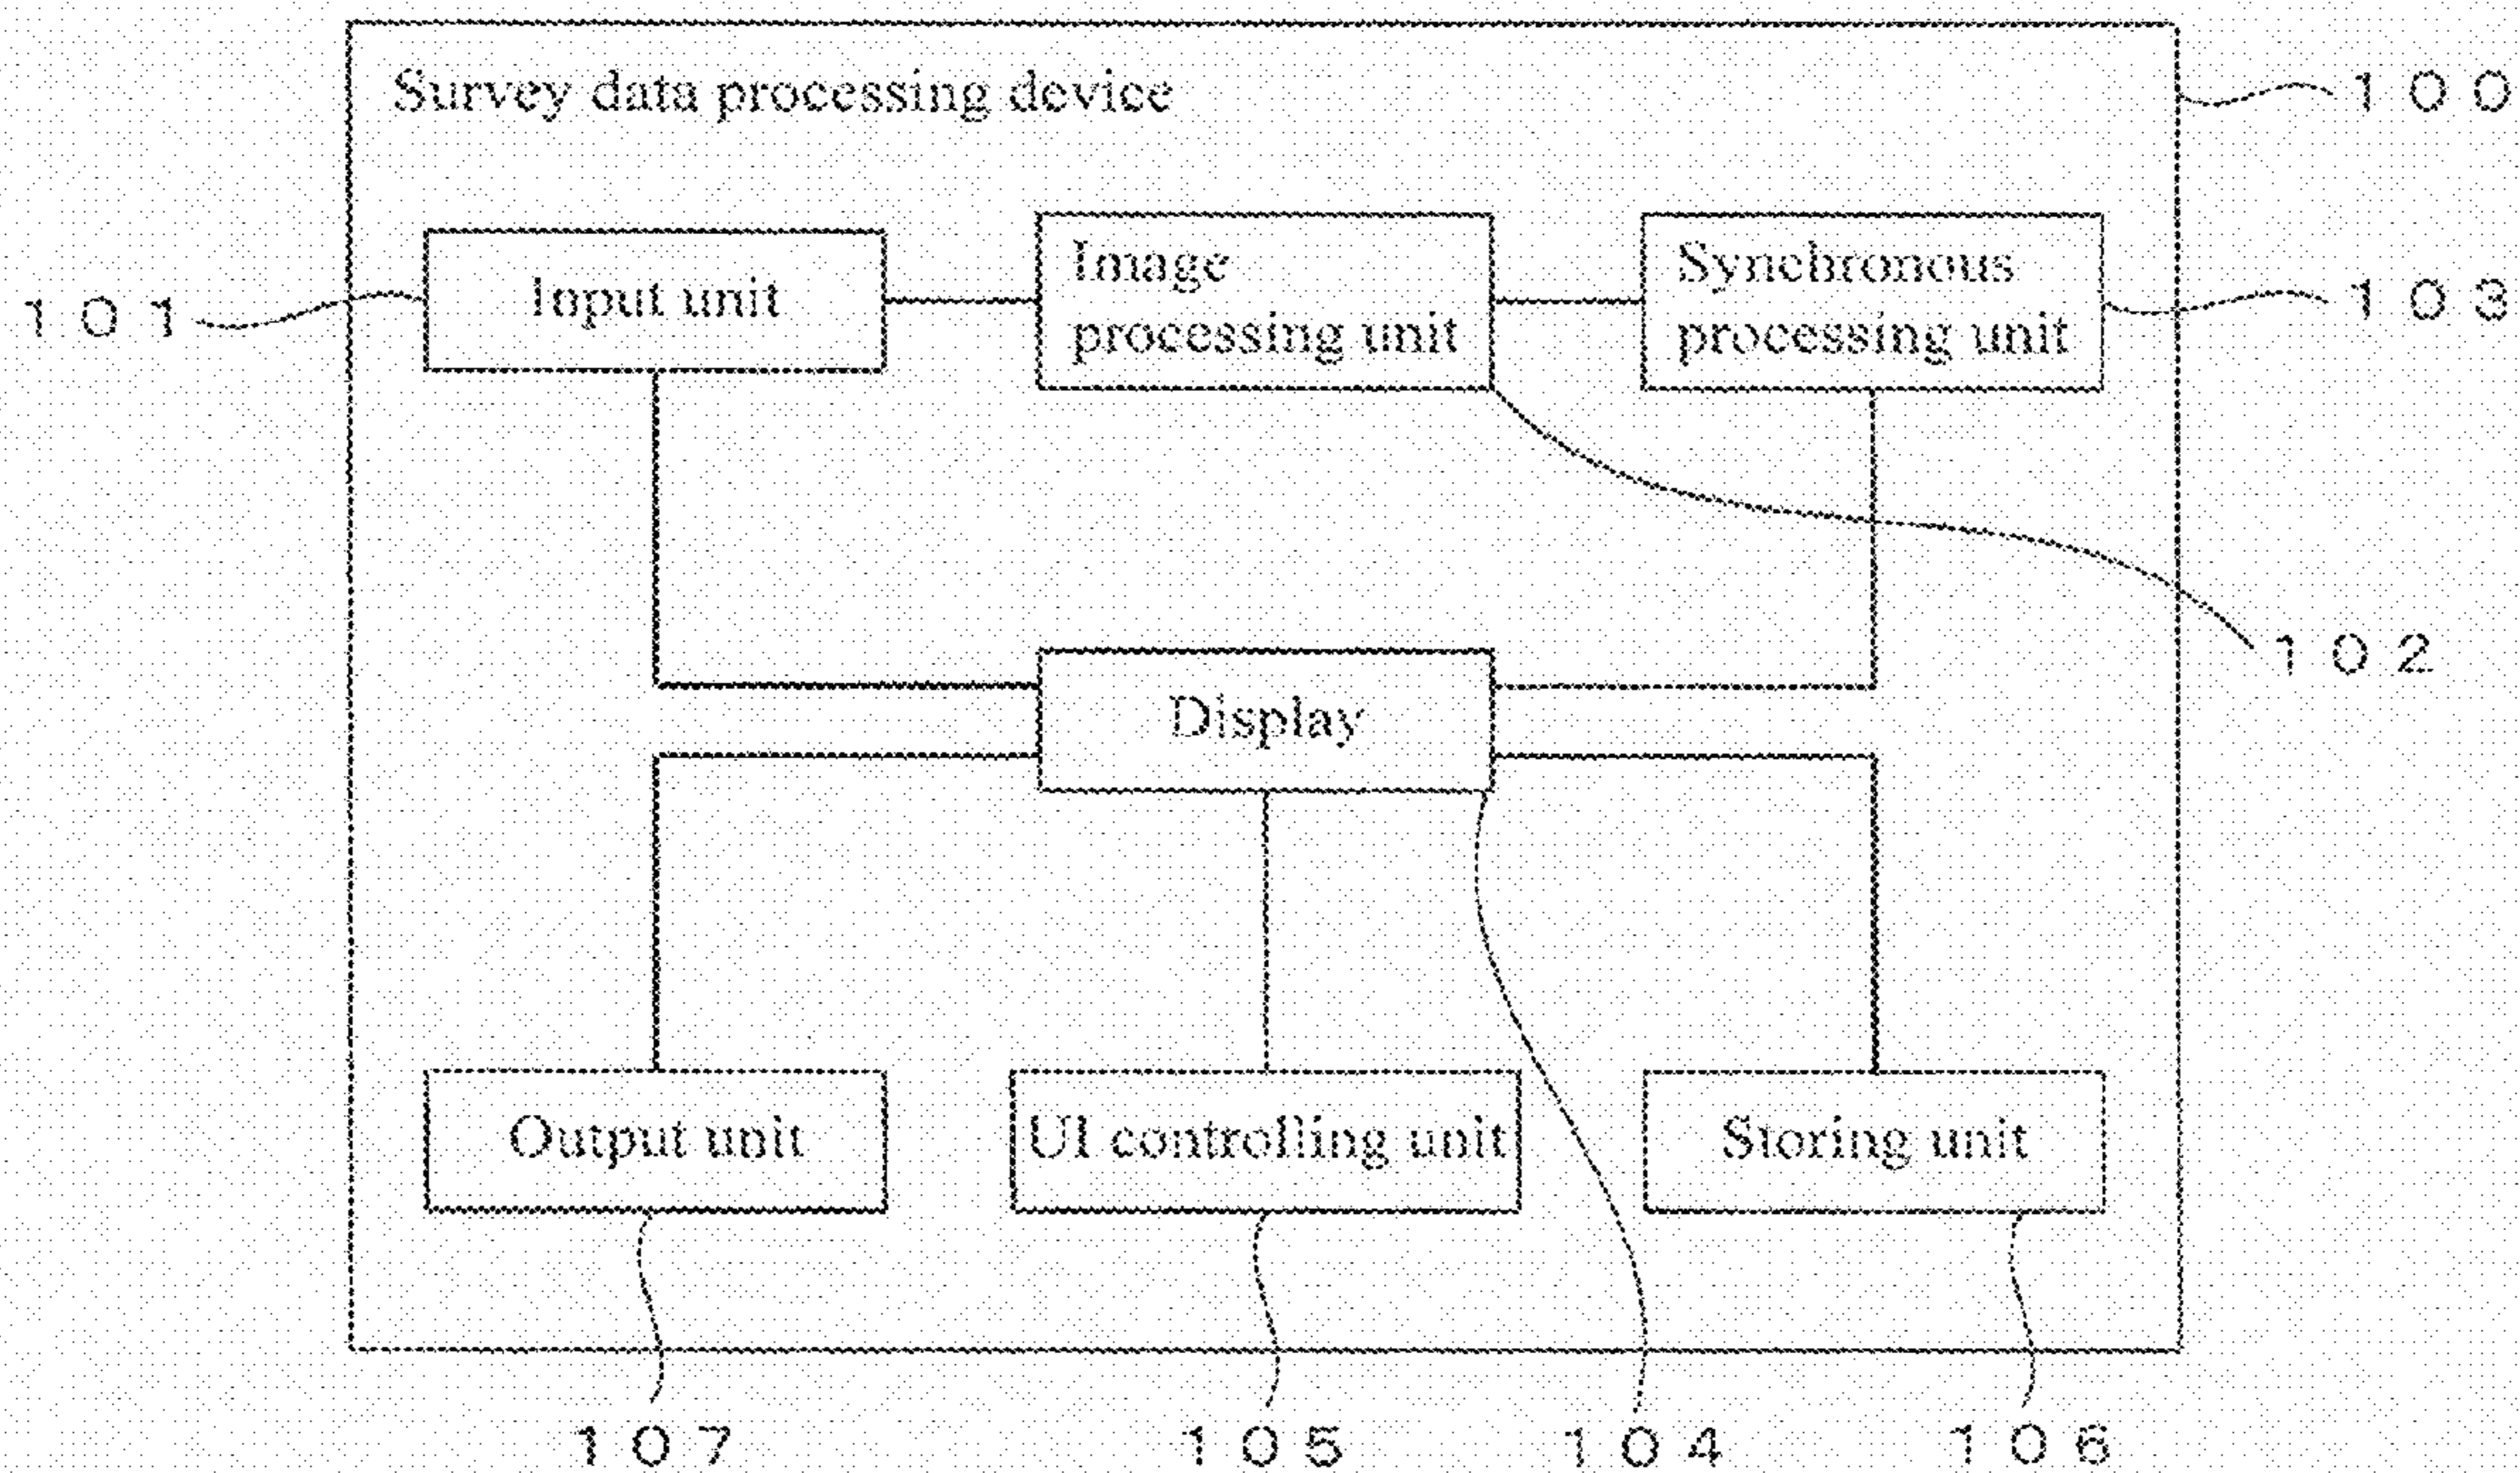 Survey data processing device
100
Input unit
Image
processing unit
Synchronous
processing unit
101
103
102
Display
Output unit
UI controlling unit
Storing unit
107
105
104
106